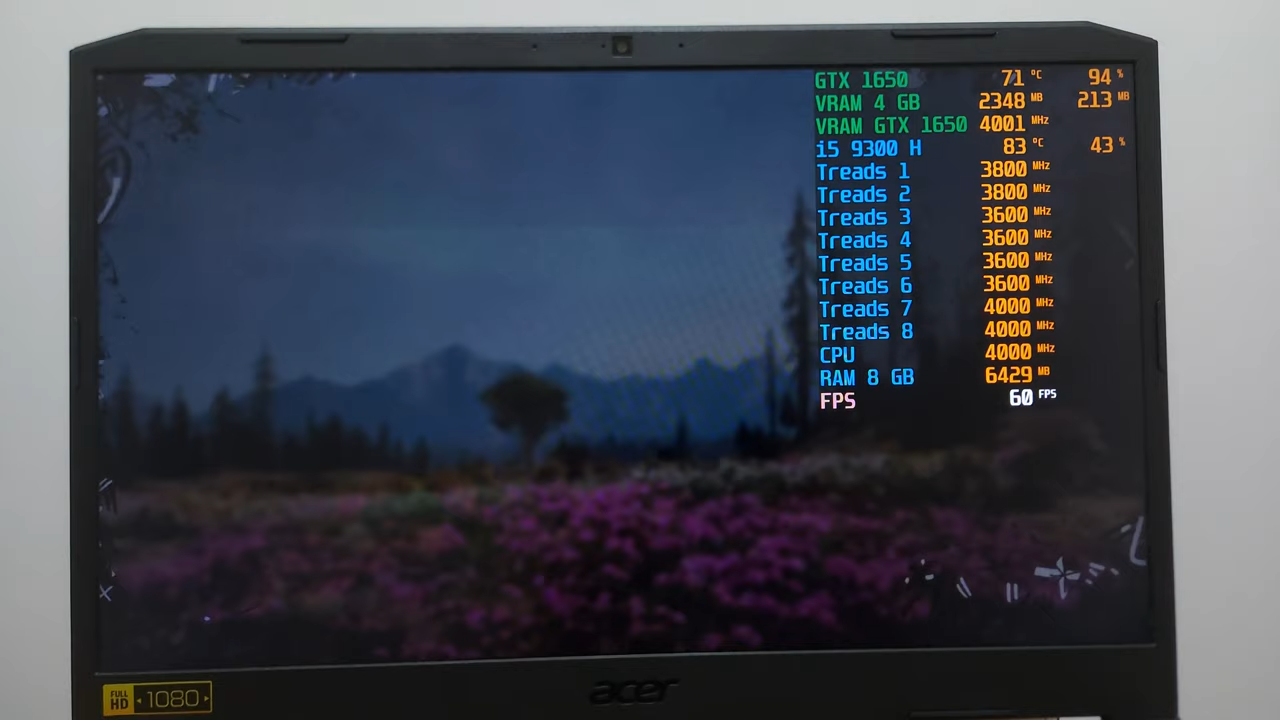 GTX 1650 71 °C 94 %
VRAM 4 GB 2348 MB 213 MB
VRAM GTX 1650 4001 MHz
i5 9300 H 83 °C 43 %
Treads 1 3800 MHz
Treads 2 3800 MHz
Treads 3 3600 MHz
Treads 4 3600 MHz
Treads 5 3600 MHz
Treads 6 3600 MHz
Treads 7 4000 MHz
Treads 8 4000 MHz
CPU 4000 MHz
RAM 8 GB 6429 MB
FPS 60 FPS
FULL HD 1080
acer